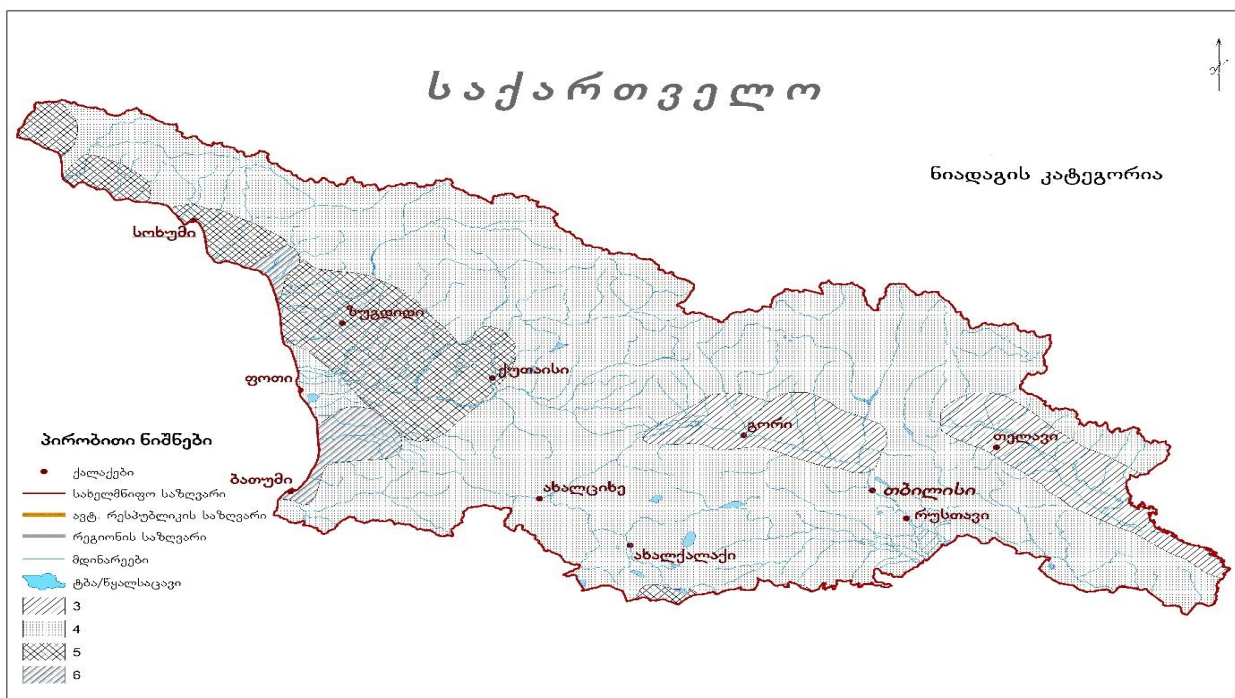 საქართველო
ნიადაგის კატეგორია
სოხუმი
ზუგდიდი
ფოთი
ქუთაისი
გორი
თელავი
ბათუმი
ახალციხე
თბილისი
რუსთავი
ახალქალაქი
პირობითი ნიშნები
ქალაქები
სახელმწიფო საზღვარი
ავტ. რესპუბლიკის საზღვარი
რეგიონის საზღვარი
მდინარეები
ტბა/წყალსაცავი
3
4
5
6